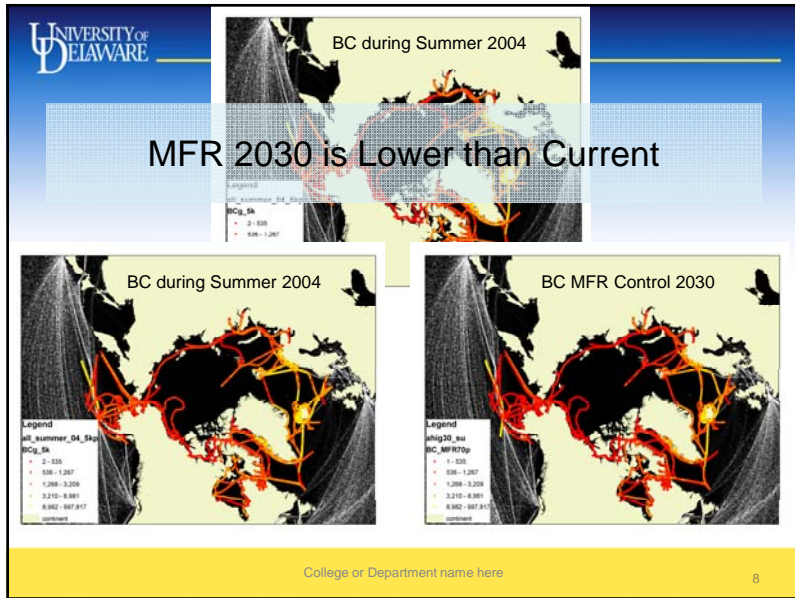 UNIVERSITY OF
DELAWARE
BC during Summer 2004
MFR 2030 is Lower than Current
Legend
all_summer_04_5kp
BCg_5k
2 - 535
536 - 1,267
BC during Summer 2004
Legend
all_summer_04_5kp
BCg_5k
2 - 535
536 - 1,267
1,268 - 3,209
3,210 - 8,981
8,982 - 997,817
continent
BC MFR Control 2030
Legend
ahig30_su
BC_MFR70p
1 - 535
536 - 1,267
1,268 - 3,209
3,210 - 8,981
8,982 - 997,817
continent
College or Department name here
8